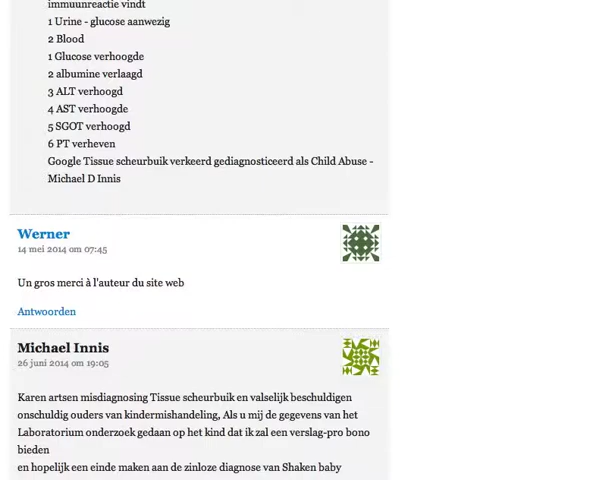 immuunreactie vindt
1 Urine - glucose aanwezig
2 Blood
1 Glucose verhoogde
2 albumine verlaagd
3 ALT verhoogd
4 AST verhoogde
5 SGOT verhoogd
6 PT verheven
Google Tissue scheurbuik verkeerd gediagnosticeerd als Child Abuse -
Michael D Innis
Werner
14 mei 2014 om 07:45
Un gros merci à l'auteur du site web
Antwoorden
Michael Innis
26 juni 2014 om 19:05
Karen artsen misdiagnosing Tissue scheurbuik en valselijk beschuldigen
onschuldig ouders van kindermishandeling, Als u mij de gegevens van het
Laboratorium onderzoek gedaan op het kind dat ik zal een verslag-pro bono
bieden
en hopelijk een einde maken aan de zinloze diagnose van Shaken baby